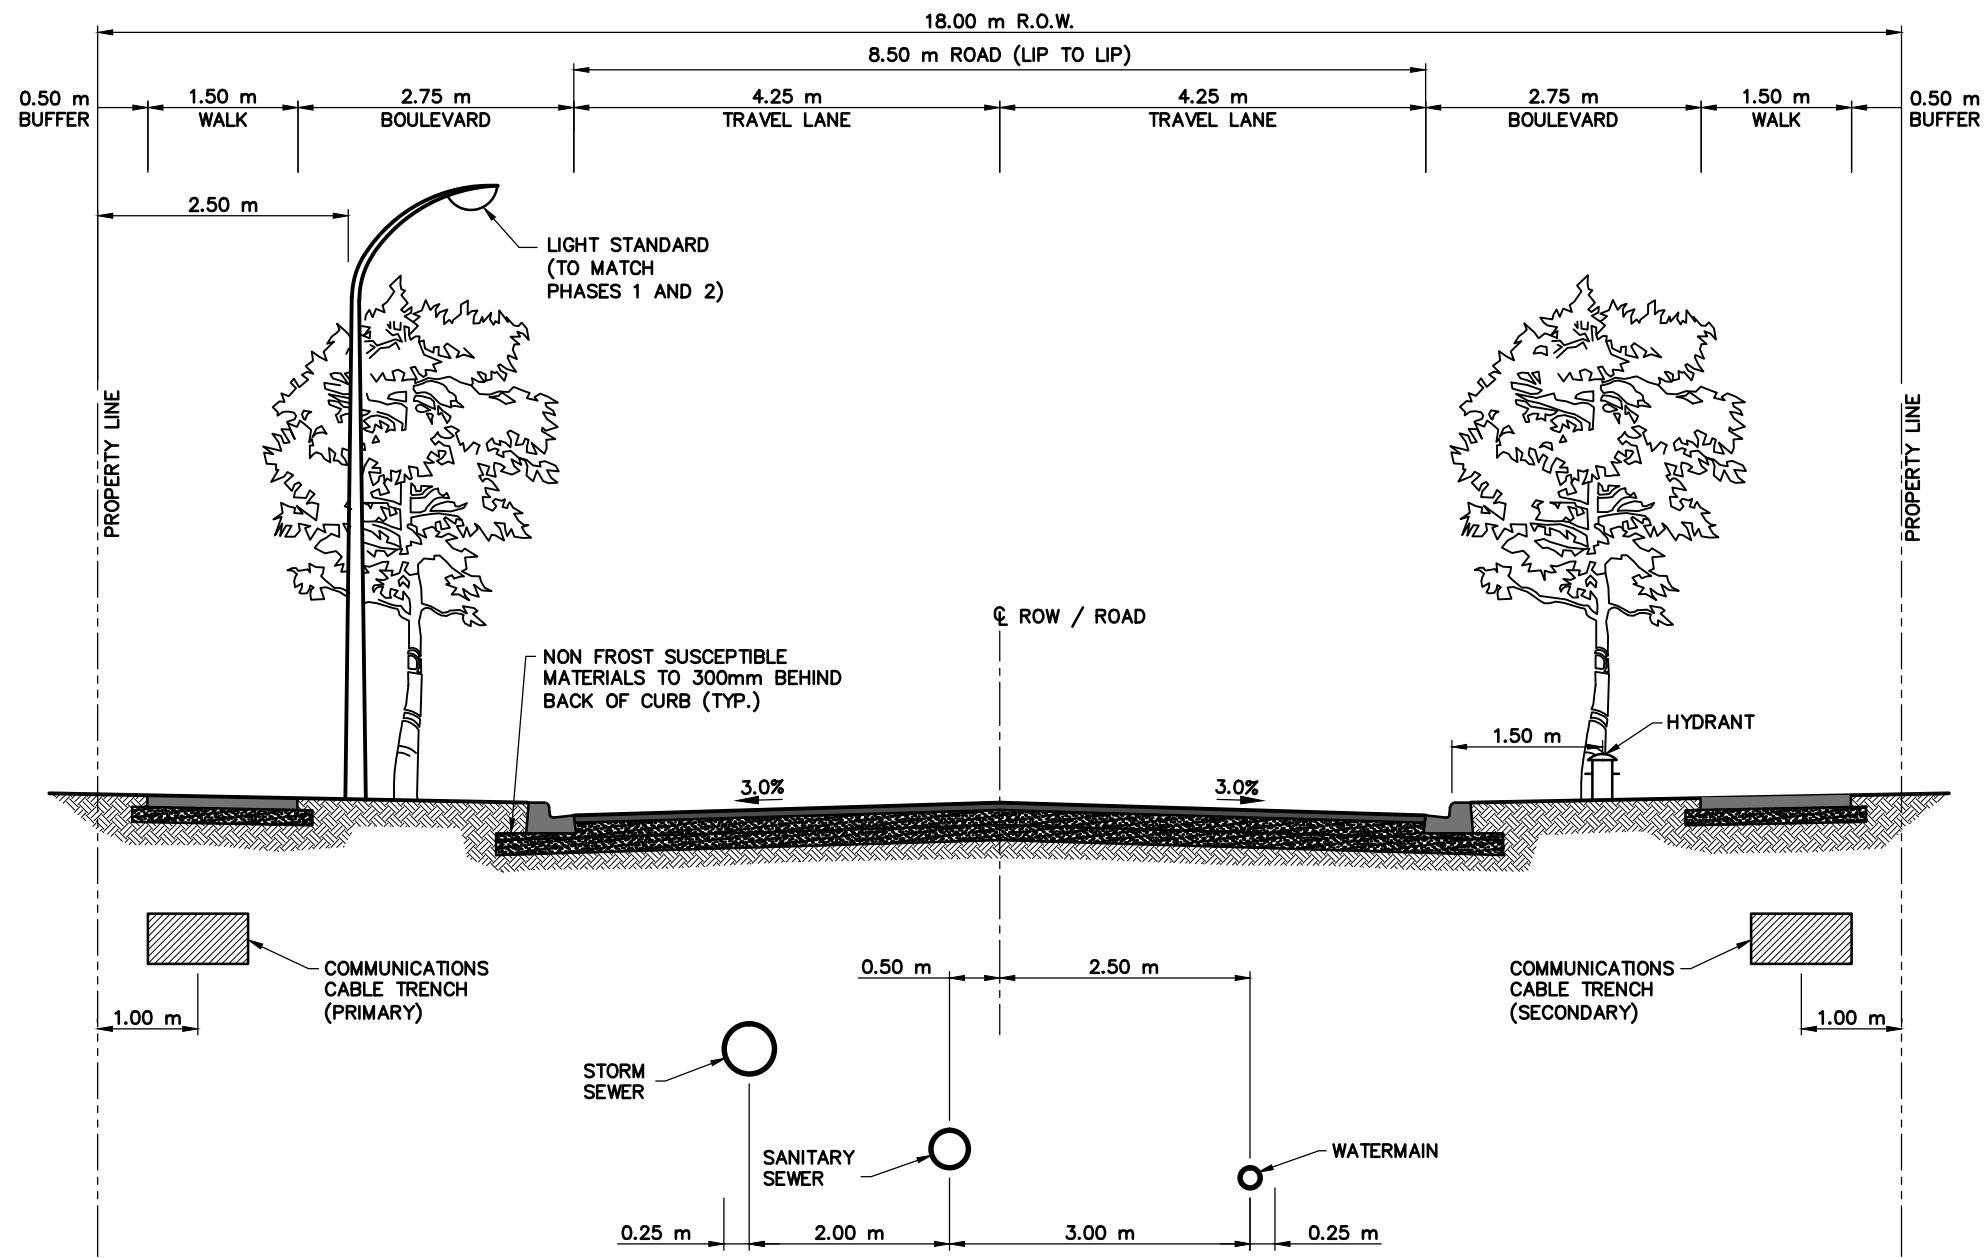 18.00 m R.O.W.
8.50 m ROAD (LIP TO LIP)
0.50 m
BUFFER
1.50 m
WALK
2.75 m
BOULEVARD
4.25 m
TRAVEL LANE
4.25 m
TRAVEL LANE
2.75 m
BOULEVARD
1.50 m
WALK
0.50 m
BUFFER
2.50 m
LIGHT STANDARD
(TO MATCH
PHASES 1 AND 2)
PROPERTY LINE
PROPERTY LINE
℄ ROW / ROAD
NON FROST SUSCEPTIBLE
MATERIALS TO 300mm BEHIND
BACK OF CURB (TYP.)
HYDRANT
1.50 m
3.0%
3.0%
COMMUNICATIONS
CABLE TRENCH
(PRIMARY)
1.00 m
0.50 m
2.50 m
COMMUNICATIONS
CABLE TRENCH
(SECONDARY)
1.00 m
STORM
SEWER
SANITARY
SEWER
WATERMAIN
0.25 m
2.00 m
3.00 m
0.25 m